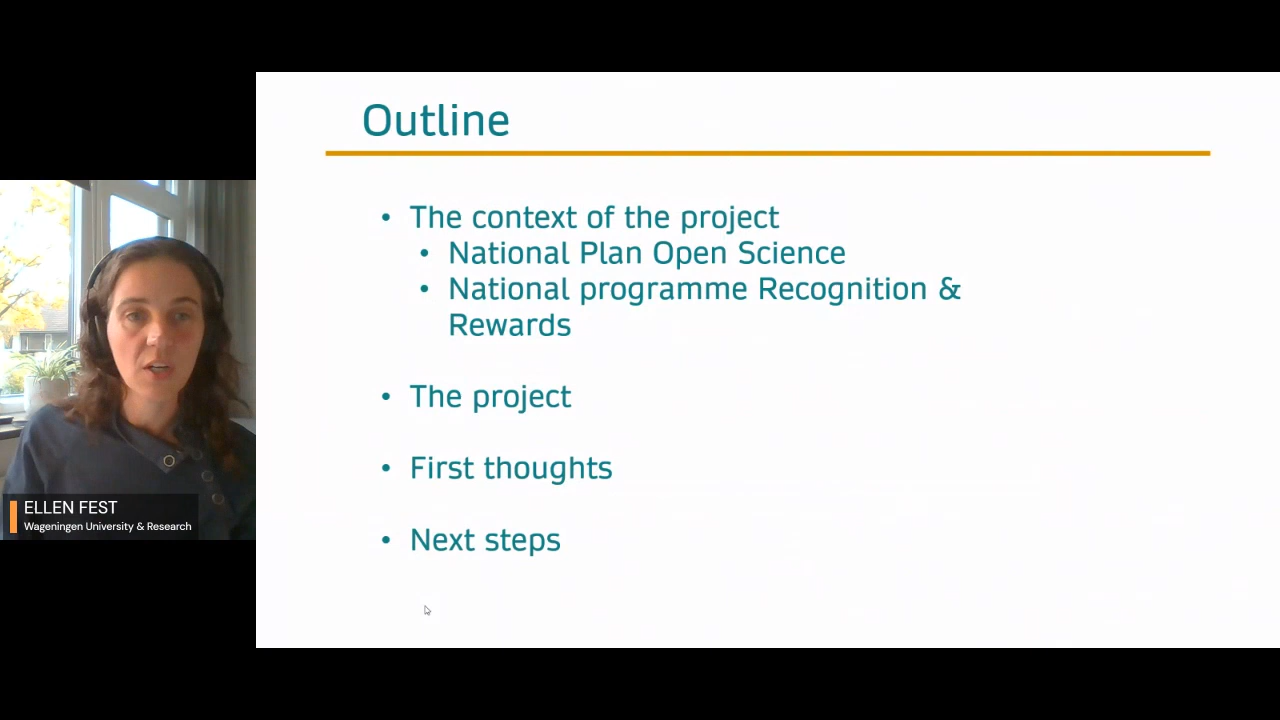 Outline
• The context of the project
• National Plan Open Science
• National programme Recognition &
Rewards
• The project
• First thoughts
• Next steps
ELLEN FEST
Wageningen University & Research